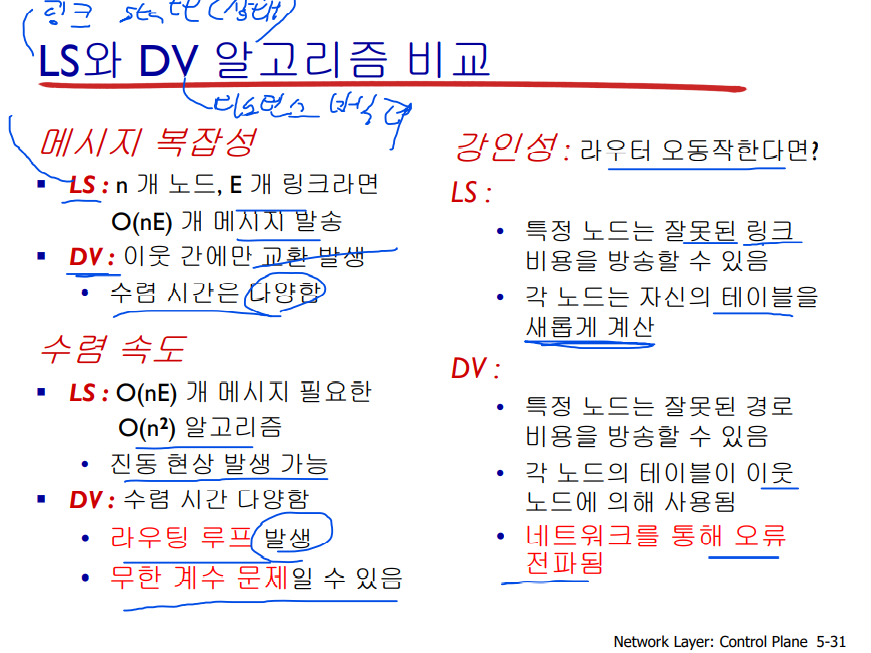 링크 state (상태)
LS와 DV 알고리즘 비교
디스턴스 벡터
메시지 복잡성
▪ LS : n 개 노드, E 개 링크라면
O(nE) 개 메시지 발송
▪ DV : 이웃 간에만 교환 발생
• 수렴 시간은 다양함
수렴 속도
▪ LS : O(nE) 개 메시지 필요한
O(n²) 알고리즘
• 진동 현상 발생 가능
▪ DV : 수렴 시간 다양함
• 라우팅 루프 발생
• 무한 계수 문제일 수 있음
강인성 : 라우터 오동작한다면?
LS :
• 특정 노드는 잘못된 링크
비용을 방송할 수 있음
• 각 노드는 자신의 테이블을
새롭게 계산
DV :
• 특정 노드는 잘못된 경로
비용을 방송할 수 있음
• 각 노드의 테이블이 이웃
노드에 의해 사용됨
• 네트워크를 통해 오류
전파됨
Network Layer: Control Plane 5-31